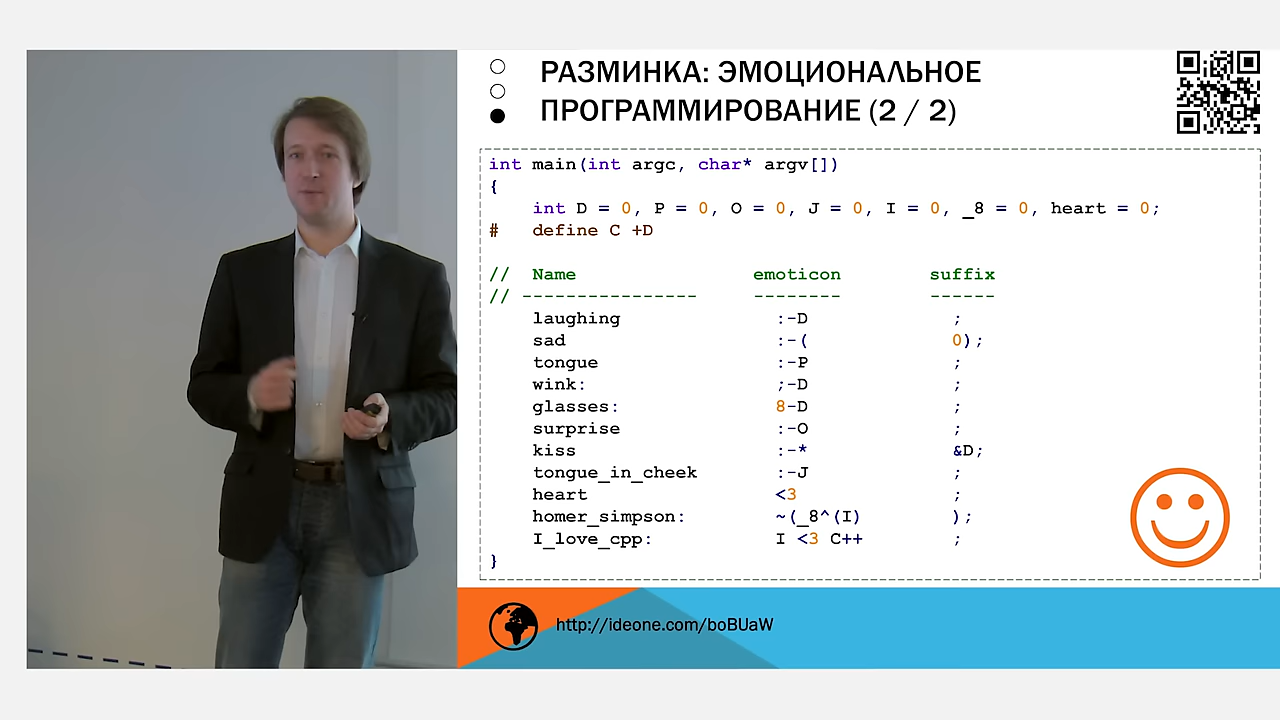 РАЗМИНКА: ЭМОЦИОНАЛЬНОЕ
ПРОГРАММИРОВАНИЕ (2 / 2)
int main(int argc, char* argv[])
{
    int D = 0, P = 0, O = 0, J = 0, I = 0, _8 = 0, heart = 0;
#   define C +D
//  Name                emoticon        suffix
// ----------------     --------        ------
    laughing              :-D             ;
    sad                   :-(             0);
    tongue                :-P             ;
    wink:                 ;-D             ;
    glasses:              8-D             ;
    surprise              :-O             ;
    kiss                  :-*             &D;
    tongue_in_cheek       :-J             ;
    heart                 <3              ;
    homer_simpson:        ~(_8^(I)        );
    I_love_cpp:           I <3 C++        ;
}
http://ideone.com/boBUaW